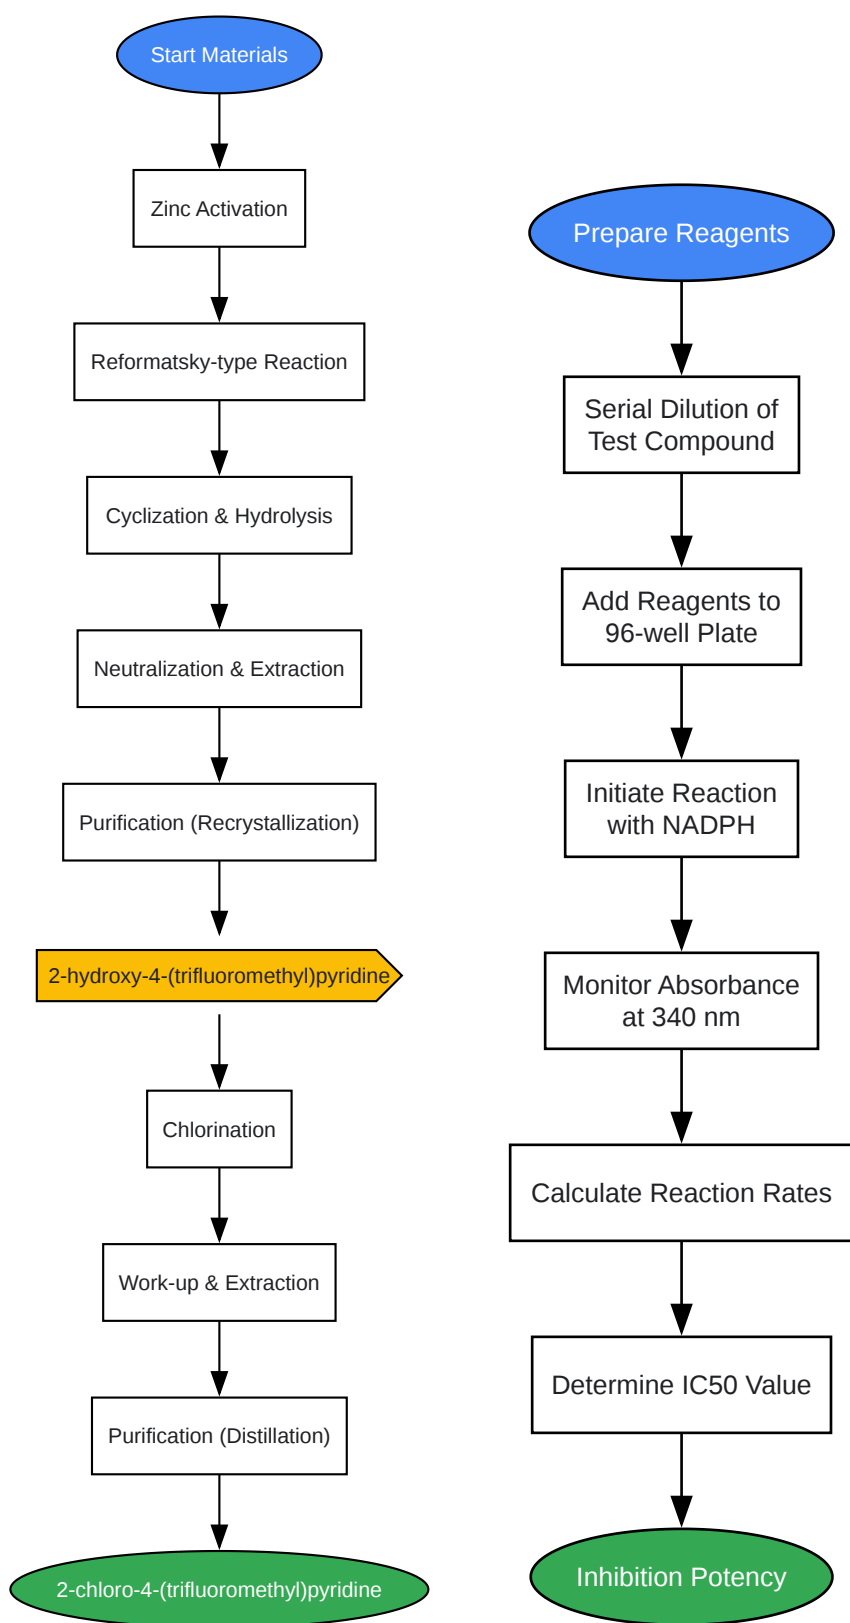 Start Materials
Zinc Activation
Reformatsky-type Reaction
Cyclization & Hydrolysis
Neutralization & Extraction
Purification (Recrystallization)
2-hydroxy-4-(trifluoromethyl)pyridine
Chlorination
Work-up & Extraction
Purification (Distillation)
2-chloro-4-(trifluoromethyl)pyridine
Prepare Reagents
Serial Dilution of
Test Compound
Add Reagents to
96-well Plate
Initiate Reaction
with NADPH
Monitor Absorbance
at 340 nm
Calculate Reaction Rates
Determine IC50 Value
Inhibition Potency